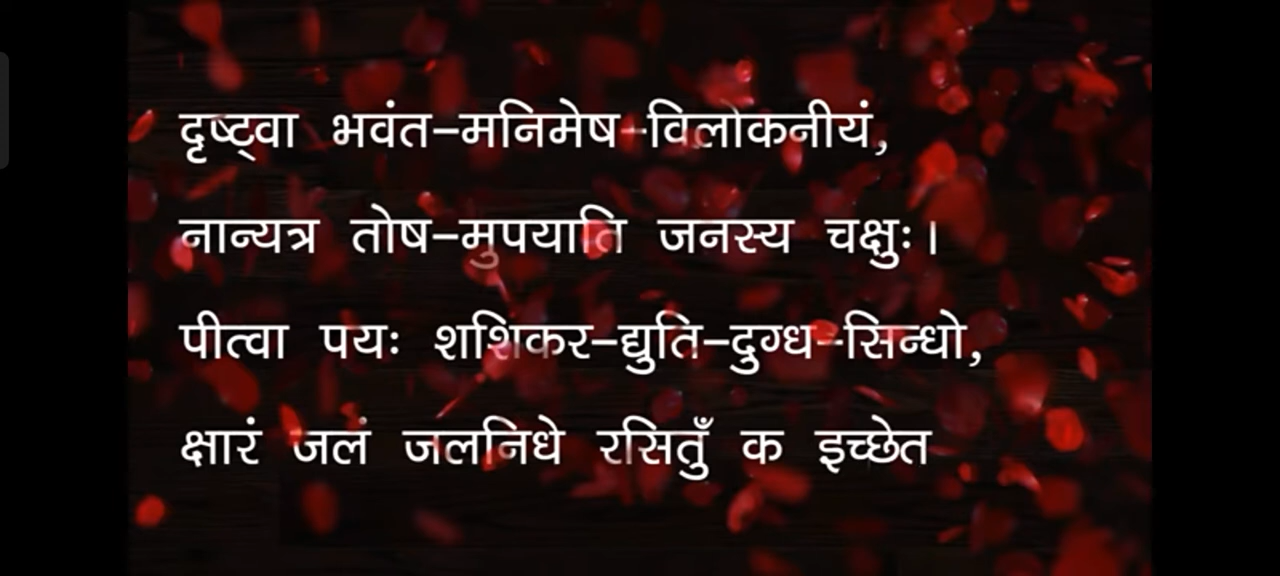 दृष्ट्वा भवंत–मनिमेष–विलोकनीयं,
नान्यत्र तोष–मुपयाति जनस्य चक्षुः।
पीत्वा पयः शशिकर–द्युति–दुग्ध–सिन्धो,
क्षारं जलं जलनिधे रसितुँ क इच्छेत